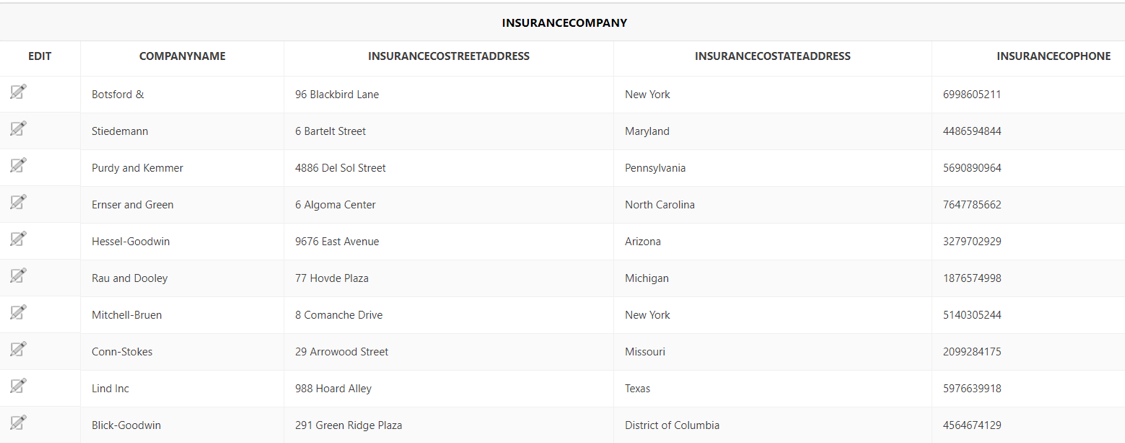 INSURANCECOMPANY
EDIT COMPANYNAME INSURANCECOSTREETADDRESS INSURANCECOSTATEADDRESS INSURANCECOPHONE
Botsford & 96 Blackbird Lane New York 6998605211
Stiedemann 6 Bartelt Street Maryland 4486594844
Purdy and Kemmer 4886 Del Sol Street Pennsylvania 5690890964
Ernser and Green 6 Algoma Center North Carolina 7647785662
Hessel-Goodwin 9676 East Avenue Arizona 3279702929
Rau and Dooley 77 Hovde Plaza Michigan 1876574998
Mitchell-Bruen 8 Comanche Drive New York 5140305244
Conn-Stokes 29 Arrowood Street Missouri 2099284175
Lind Inc 988 Hoard Alley Texas 5976639918
Blick-Goodwin 291 Green Ridge Plaza District of Columbia 4564674129